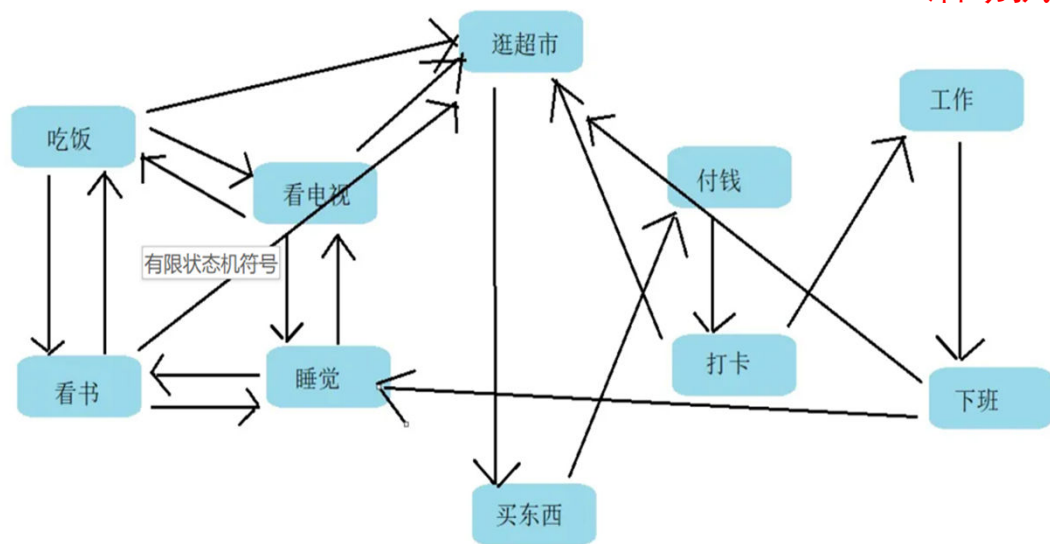 逛超市
工作
吃饭
付钱
看电视
有限状态机符号
打卡
睡觉
看书
下班
买东西